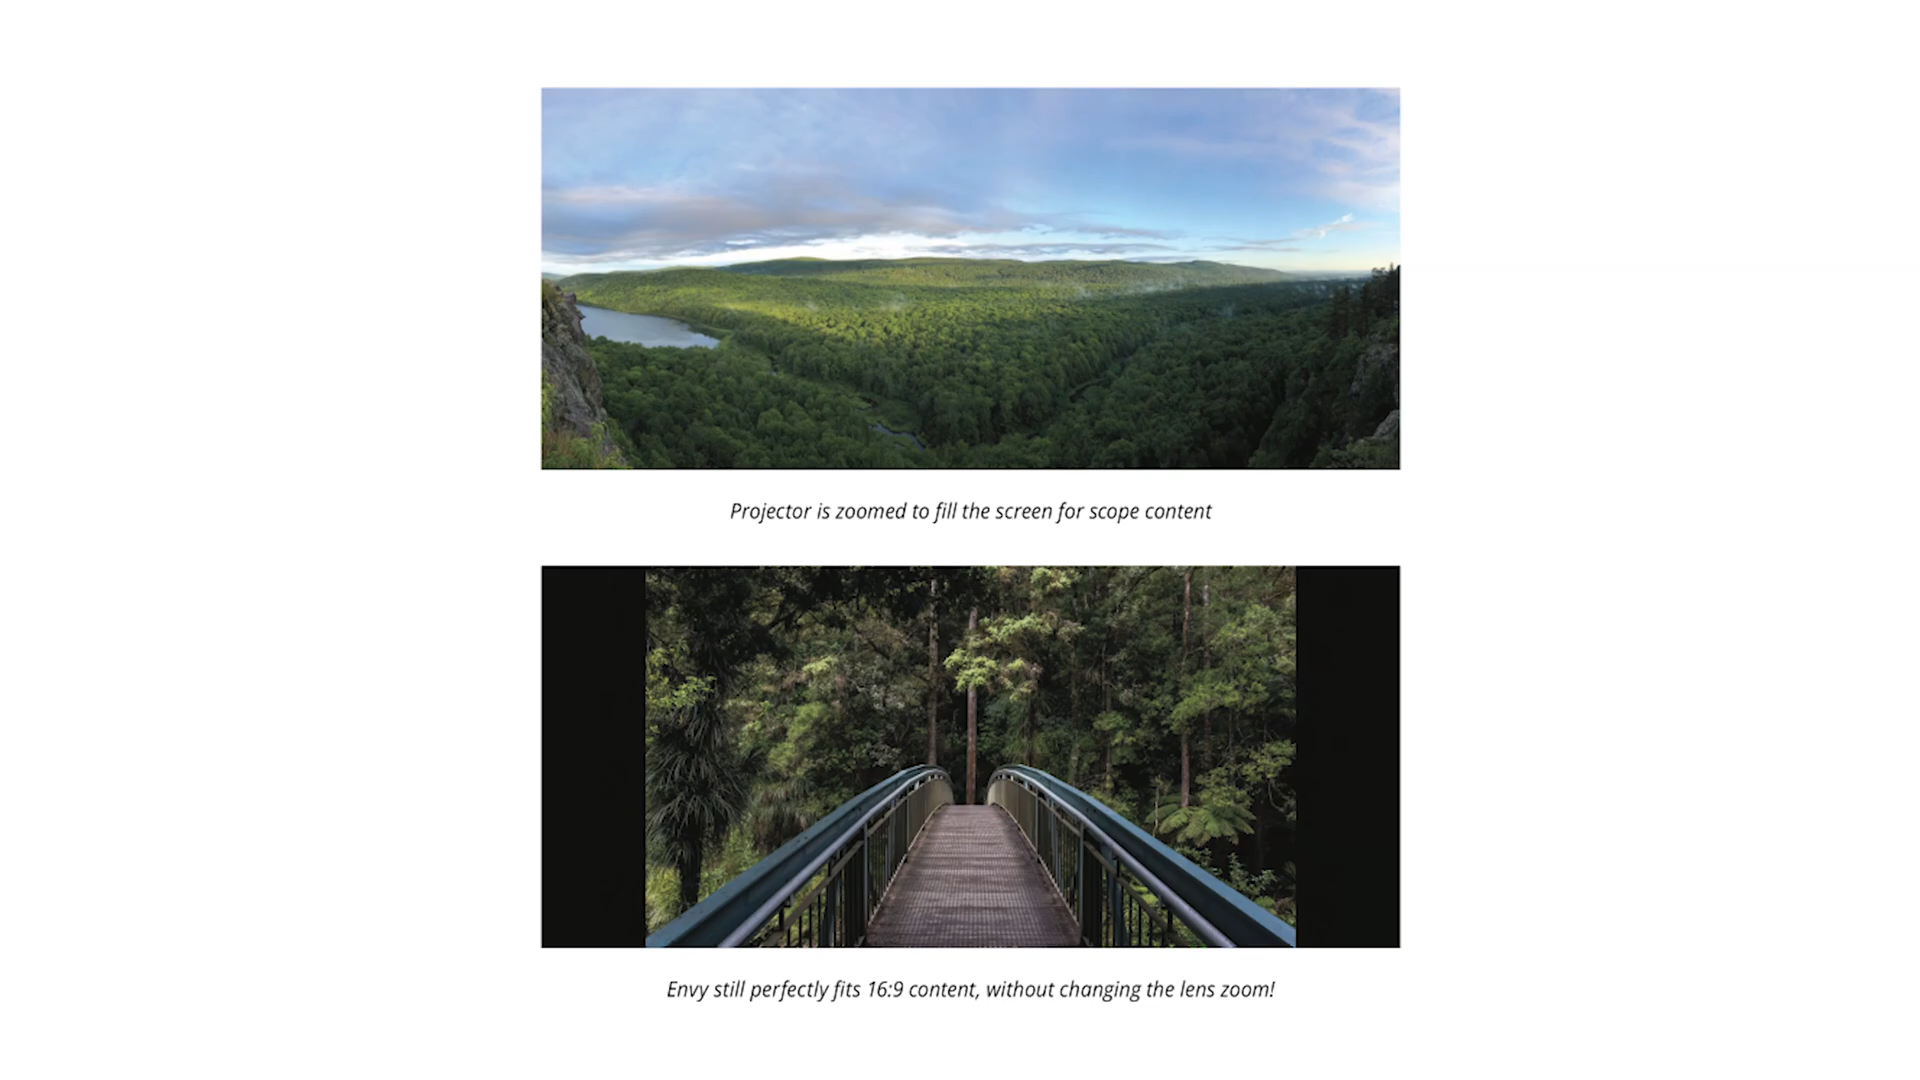 Projector is zoomed to fill the screen for scope content
Envy still perfectly fits 16:9 content, without changing the lens zoom!